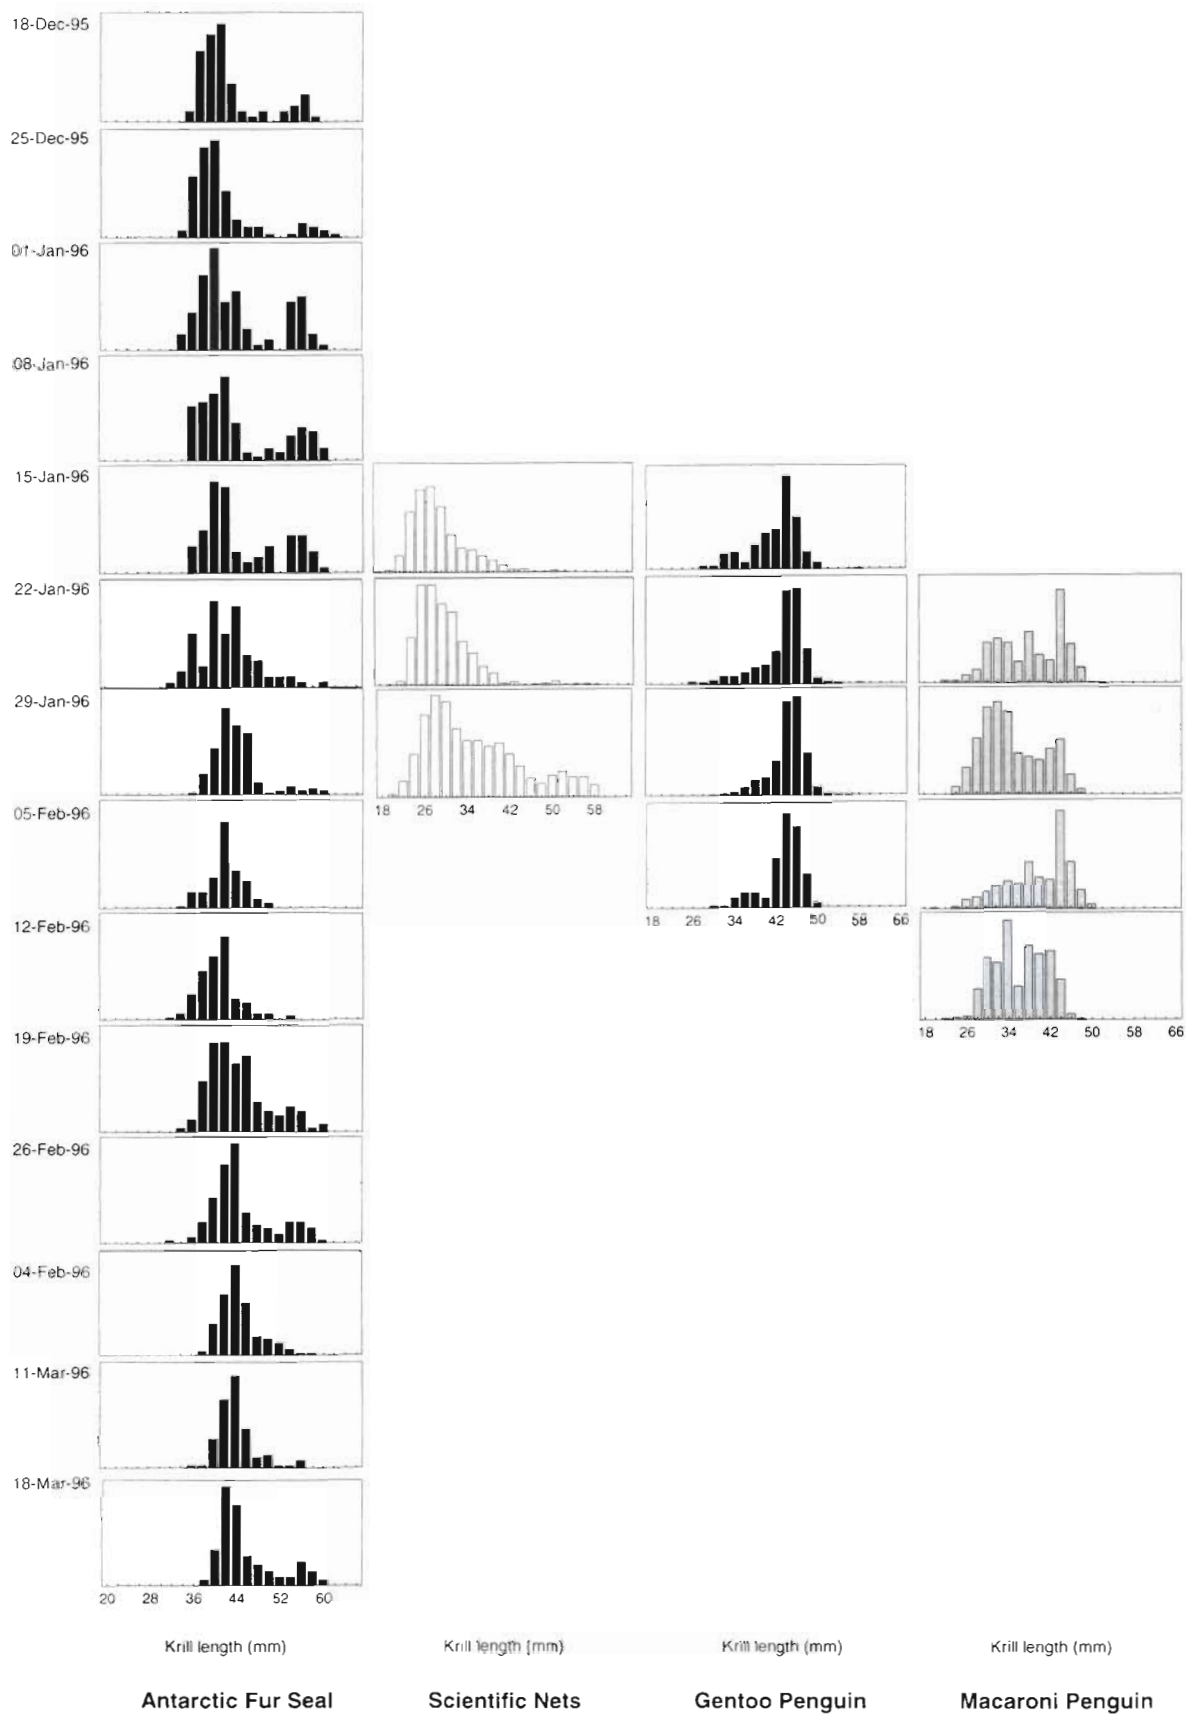 18-Dec-95
25-Dec-95
01-Jan-96
08-Jan-96
15-Jan-96
22-Jan-96
29-Jan-96
18 26 34 42 50 58
05-Feb-96
12-Feb-96
18 26 34 42 50 58 66
19-Feb-96
18 26 34 42 50 58 66
26-Feb-96
04-Feb-96
11-Mar-96
18-Mar-96
20 28 36 44 52 60
Krill length (mm) Krill length (mm) Krill length (mm) Krill length (mm)
Antarctic Fur Seal Scientific Nets Gentoo Penguin Macaroni Penguin